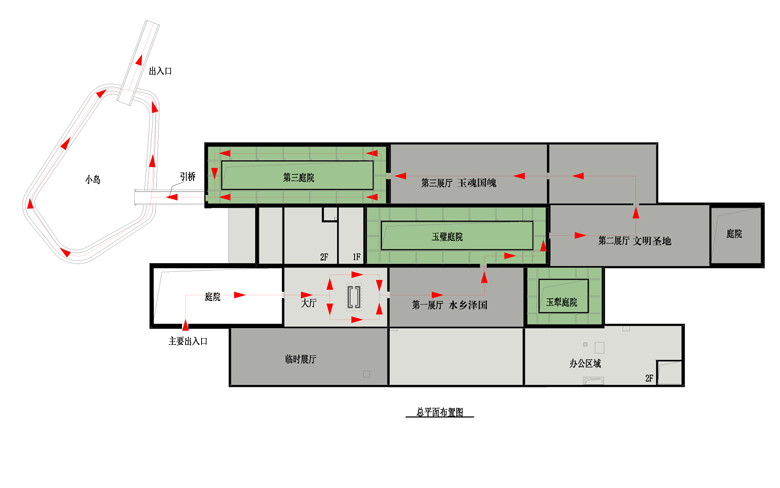 出入口
小岛
引桥
第三庭院
第三展厅 玉魂国魄
玉璧庭院
2F
1F
第二展厅 文明圣地
庭院
庭院
大厅
第一展厅 水乡泽国
玉琮庭院
主要出入口
临时展厅
办公区域
2F
总平面布置图